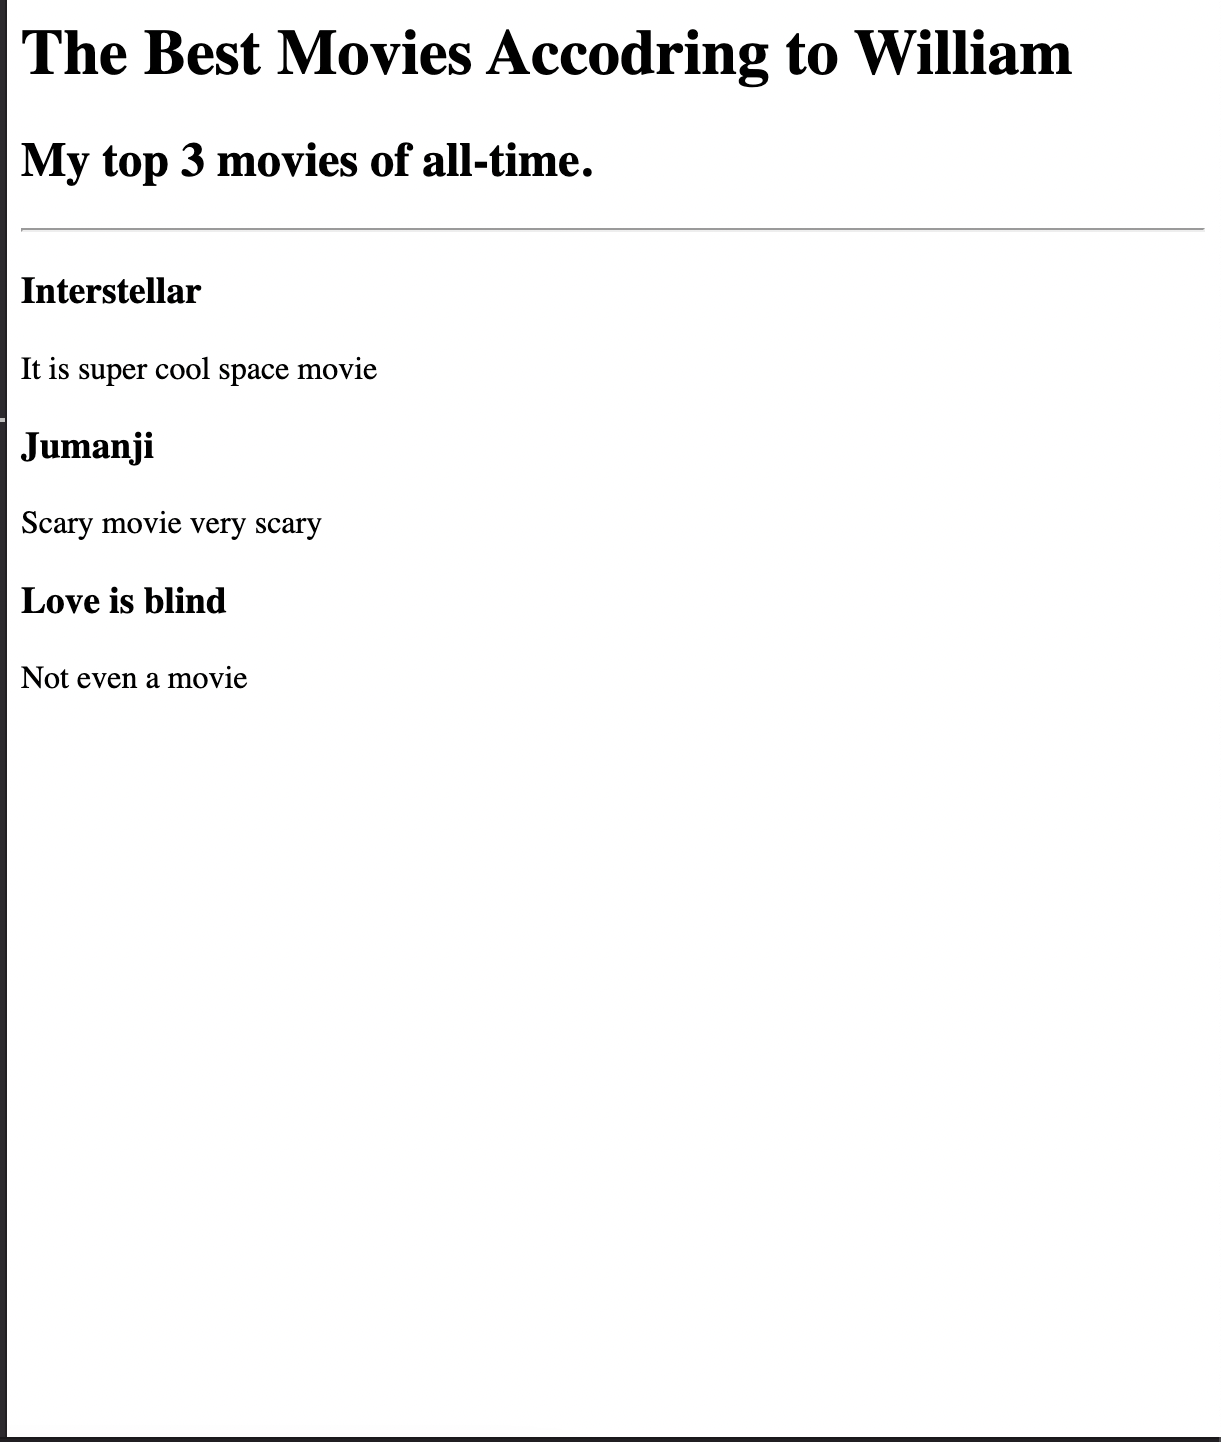 The Best Movies Accodring to William
My top 3 movies of all-time.
Interstellar
It is super cool space movie
Jumanji
Scary movie very scary
Love is blind
Not even a movie